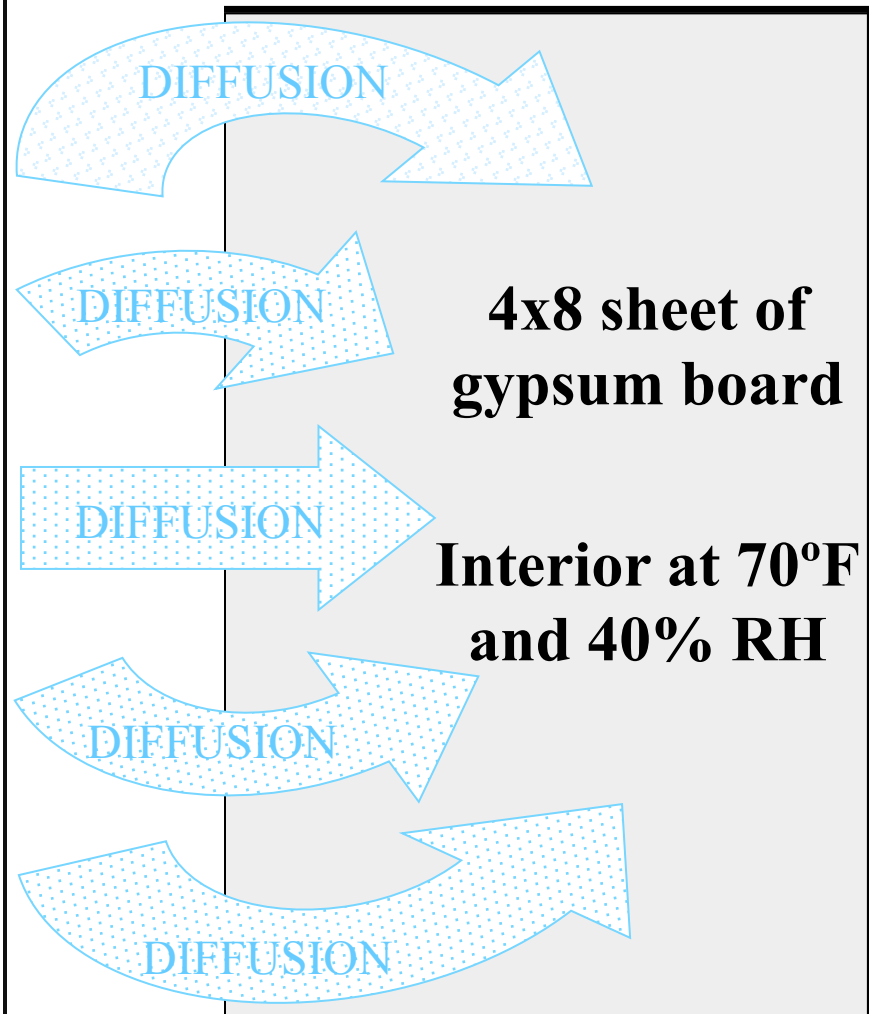 DIFFUSION
DIFFUSION
4x8 sheet of
gypsum board
DIFFUSION
Interior at 70ºF
and 40% RH
DIFFUSION
DIFFUSION